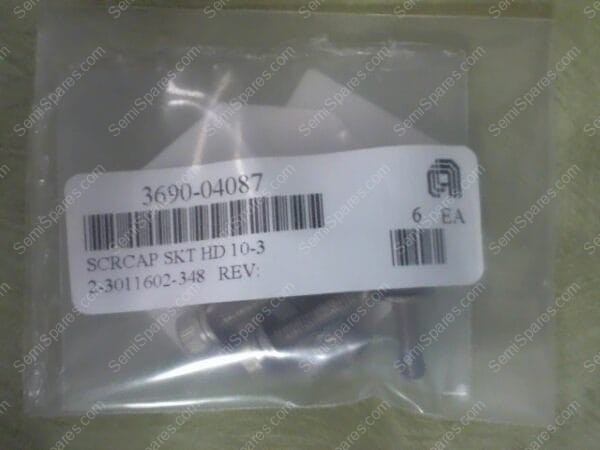 3690-04087
6 EA
SCRCAP SKT HD 10-3
2-3011602-348 REV:
SemiSpares.com